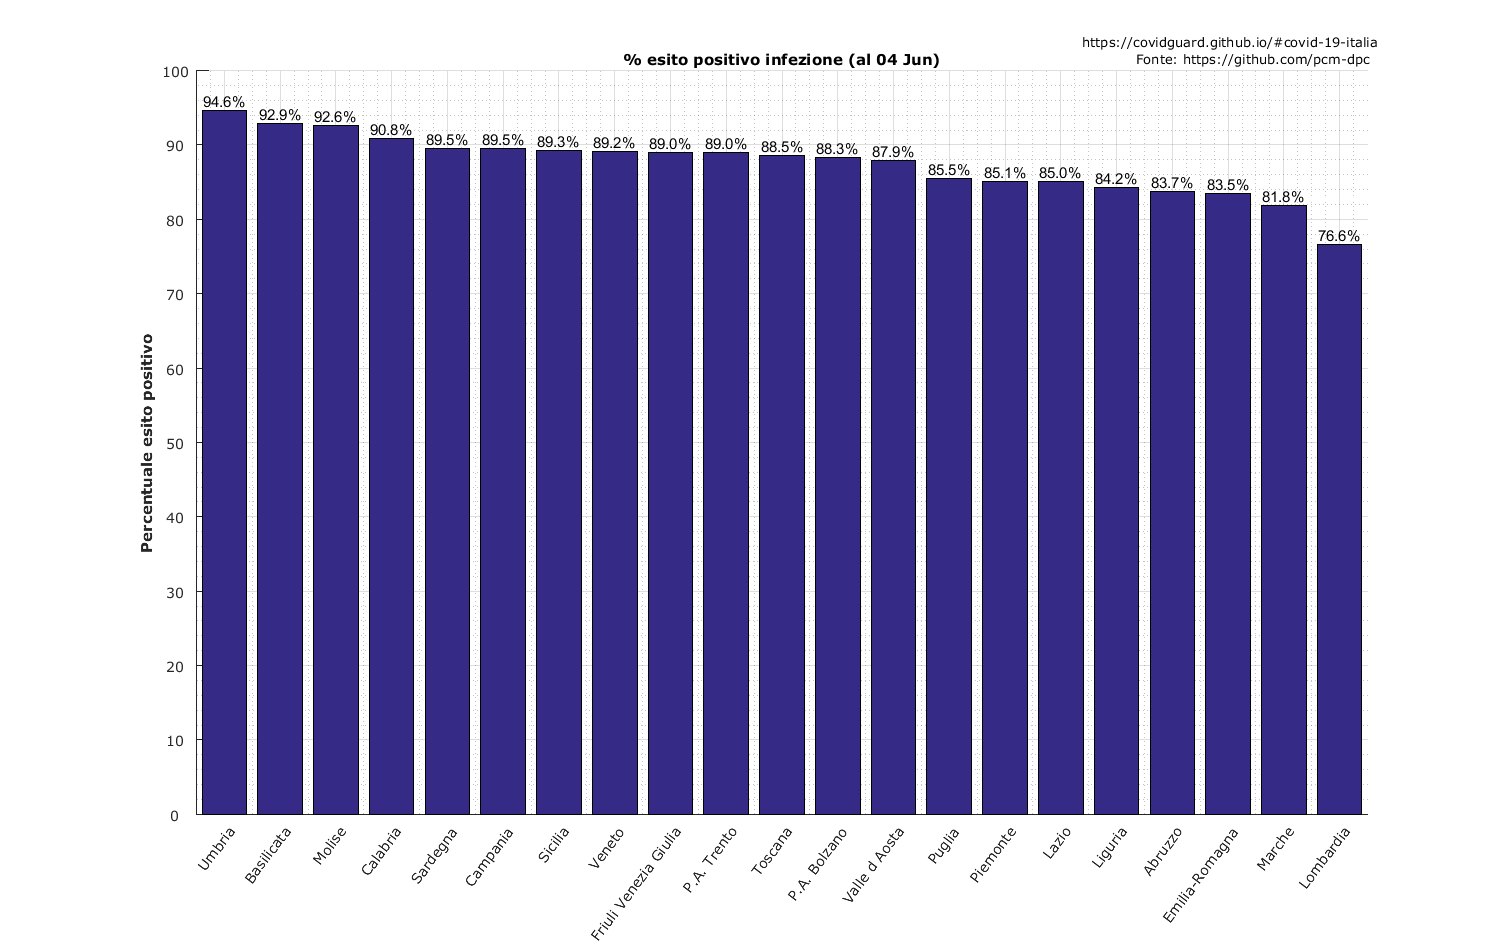 https://covidguard.github.io/#covid-19-italia
% esito positivo infezione (al 04 Jun)
Fonte: https://github.com/pcm-dpc
Percentuale esito positivo
100
90
80
70
60
50
40
30
20
10
0
94.6%
92.9%
92.6%
90.8%
89.5%
89.5%
89.3%
89.2%
89.0%
89.0%
88.5%
88.3%
87.9%
85.5%
85.1%
85.0%
84.2%
83.7%
83.5%
81.8%
76.6%
Umbria
Basilicata
Molise
Calabria
Sardegna
Campania
Sicilia
Veneto
Friuli Venezia Giulia
P.A. Trento
Toscana
P.A. Bolzano
Valle d Aosta
Puglia
Piemonte
Lazio
Liguria
Abruzzo
Emilia-Romagna
Marche
Lombardia